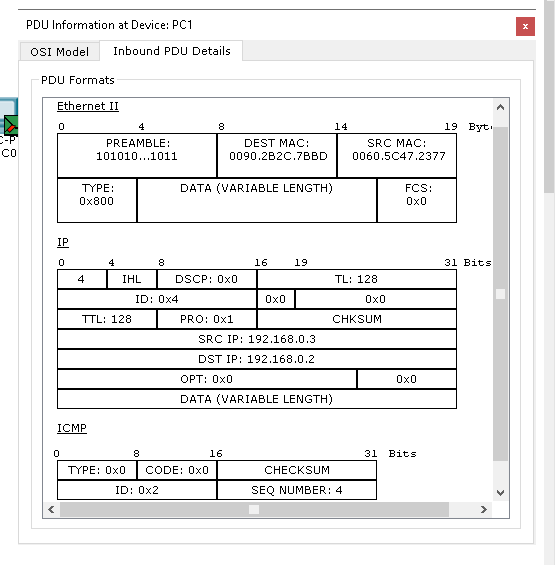 PDU Information at Device: PC1
x
OSI Model Inbound PDU Details
PDU Formats
Ethernet II
0 4 8 14 19 Byte
PREAMBLE: 101010...1011 DEST MAC: 0090.2B2C.7BBD SRC MAC: 0060.5C47.2377
TYPE: 0x800 DATA (VARIABLE LENGTH) FCS: 0x0
IP
0 4 8 16 19 31 Bits
4 IHL DSCP: 0x0 TL: 128
ID: 0x4 0x0 0x0
TTL: 128 PRO: 0x1 CHKSUM
SRC IP: 192.168.0.3
DST IP: 192.168.0.2
OPT: 0x0 0x0
DATA (VARIABLE LENGTH)
ICMP
0 8 16 31 Bits
TYPE: 0x0 CODE: 0x0 CHECKSUM
ID: 0x2 SEQ NUMBER: 4
C-P
C0